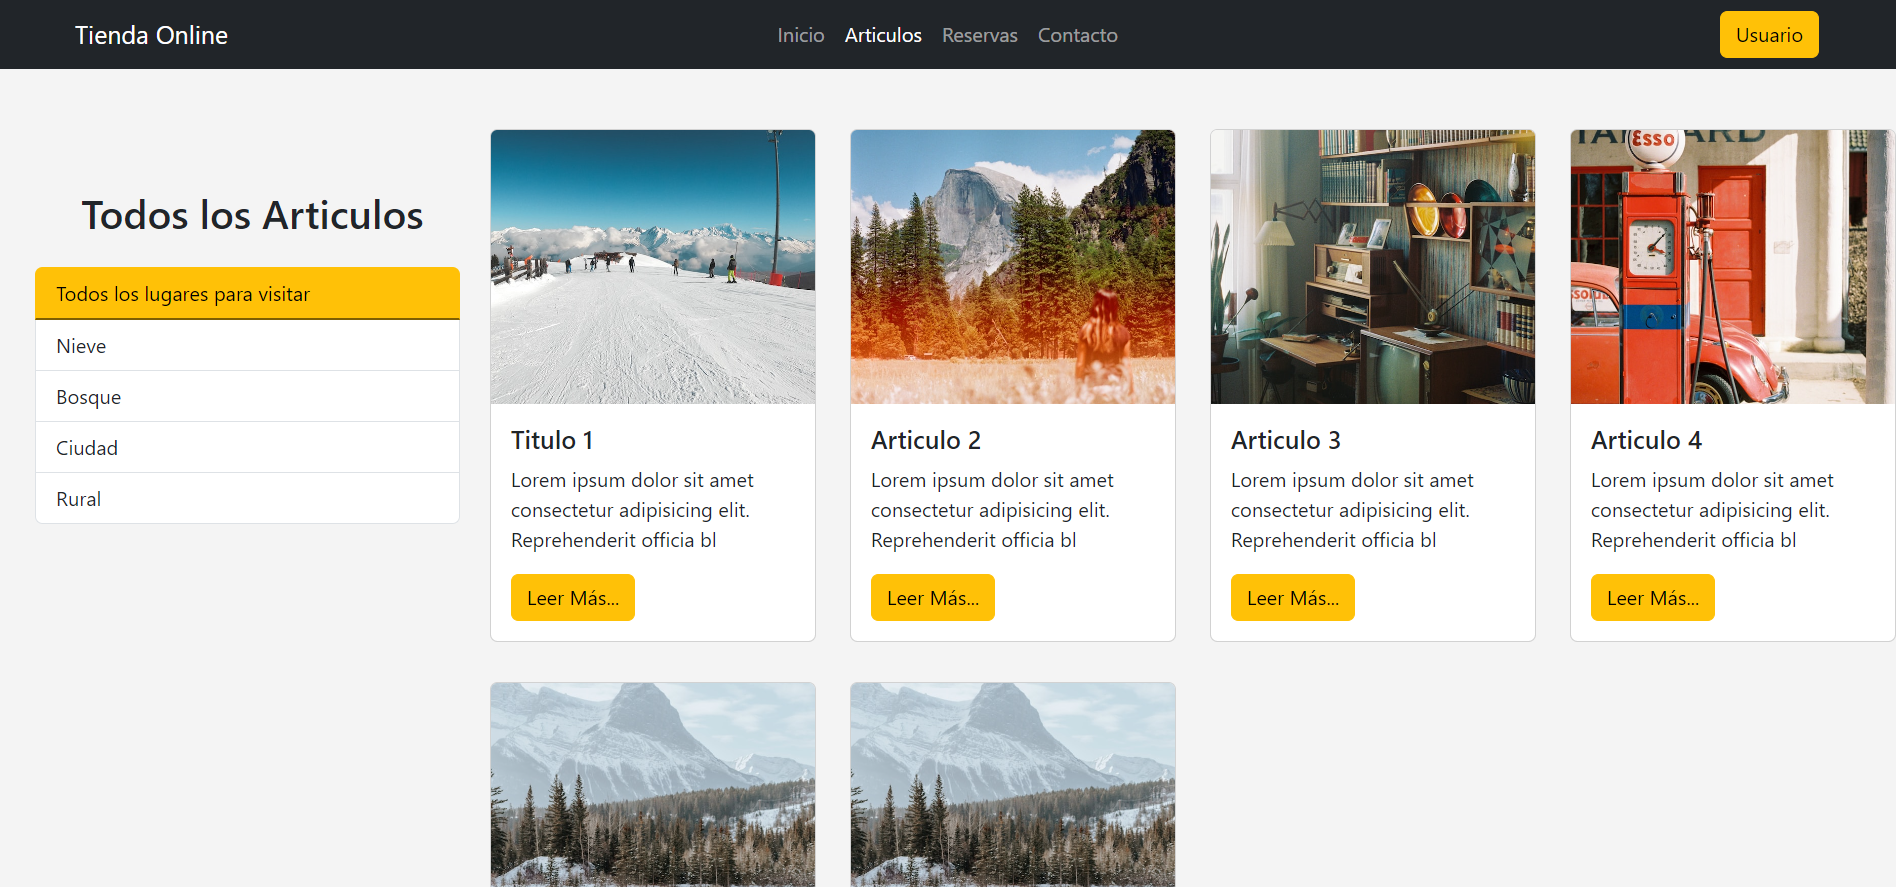 Tienda Online
Inicio Articulos Reservas Contacto
Usuario
Todos los Articulos
Todos los lugares para visitar
Nieve
Bosque
Ciudad
Rural
Titulo 1
Lorem ipsum dolor sit amet
consectetur adipisicing elit.
Reprehenderit officia bl
Leer Más...
Articulo 2
Lorem ipsum dolor sit amet
consectetur adipisicing elit.
Reprehenderit officia bl
Leer Más...
Articulo 3
Lorem ipsum dolor sit amet
consectetur adipisicing elit.
Reprehenderit officia bl
Leer Más...
Esso
Articulo 4
Lorem ipsum dolor sit amet
consectetur adipisicing elit.
Reprehenderit officia bl
Leer Más...